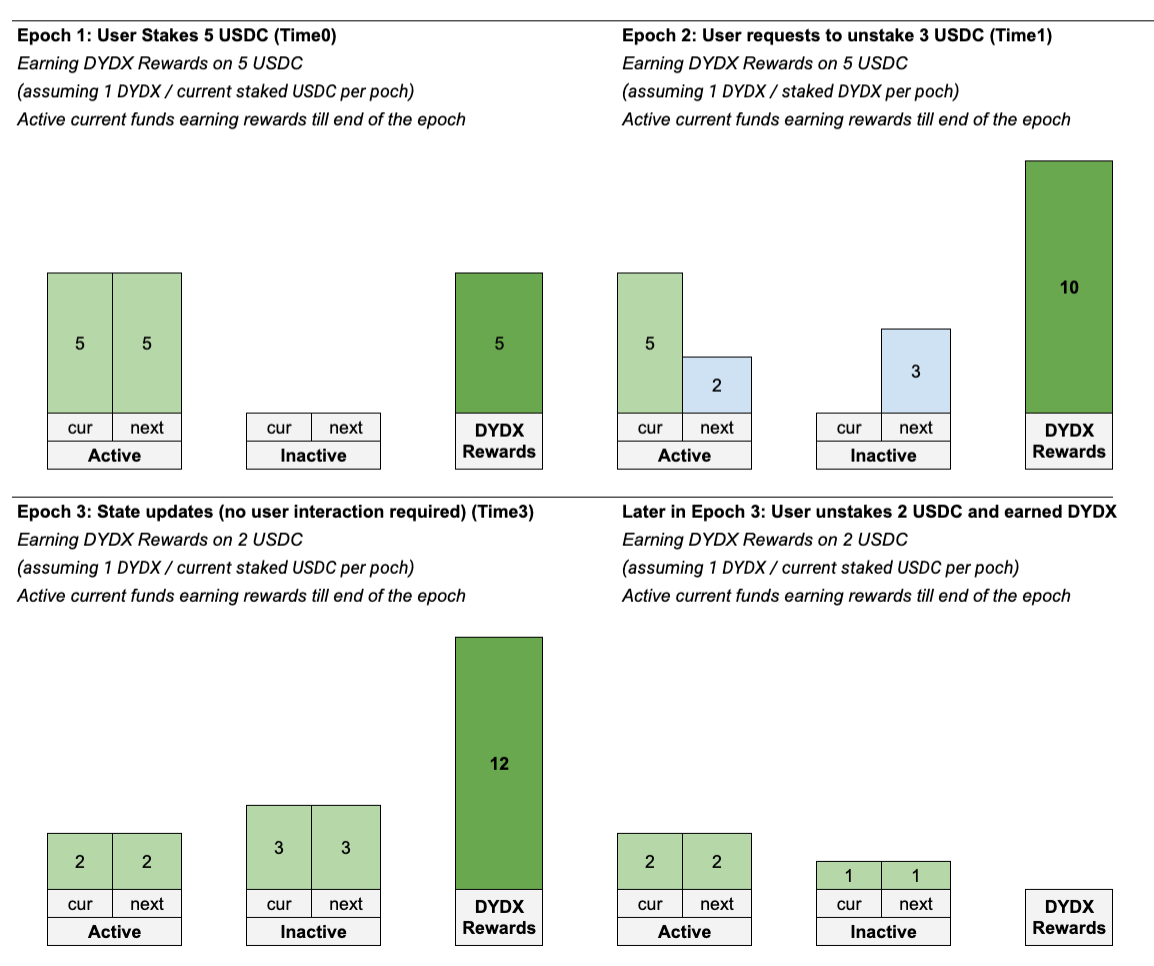 Epoch 1: User Stakes 5 USDC (Time0)
Earning DYDX Rewards on 5 USDC
(assuming 1 DYDX / current staked USDC per poch)
Active current funds earning rewards till end of the epoch
5
5
5
cur
next
Active
cur
next
Inactive
DYDX
Rewards
Epoch 2: User requests to unstake 3 USDC (Time1)
Earning DYDX Rewards on 5 USDC
(assuming 1 DYDX / staked DYDX per poch)
Active current funds earning rewards till end of the epoch
5
2
3
10
cur
next
Active
cur
next
Inactive
DYDX
Rewards
Epoch 3: State updates (no user interaction required) (Time3)
Earning DYDX Rewards on 2 USDC
(assuming 1 DYDX / current staked USDC per poch)
Active current funds earning rewards till end of the epoch
2
2
3
3
12
cur
next
Active
cur
next
Inactive
DYDX
Rewards
Later in Epoch 3: User unstakes 2 USDC and earned DYDX
Earning DYDX Rewards on 2 USDC
(assuming 1 DYDX / current staked USDC per poch)
Active current funds earning rewards till end of the epoch
2
2
1
1
cur
next
Active
cur
next
Inactive
DYDX
Rewards